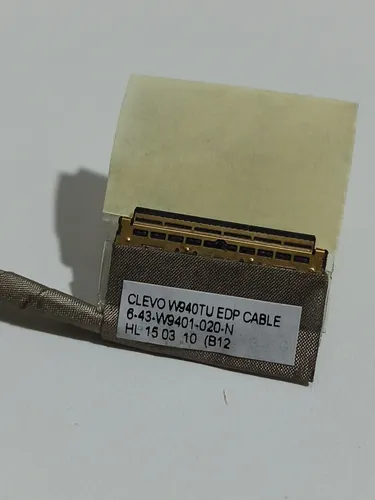 CLEVO W940TU EDP CABLE
6-43-W9401-020-N
HL 15 03 .10 (B12